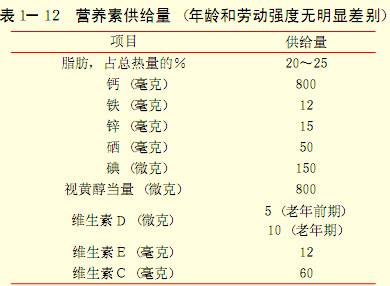 表 1— 12 营养素供给量 (年龄和劳动强度无明显差别)
项目 供给量
脂肪，占总热量的% 20～25
钙 (毫克) 800
铁 (毫克) 12
锌 (毫克) 15
硒 (毫克) 50
碘 (微克) 150
视黄醇当量 (微克) 800
维生素 D (微克) 5 (老年前期)
10 (老年期)
维生素 E (毫克) 12
维生素 C (毫克) 60